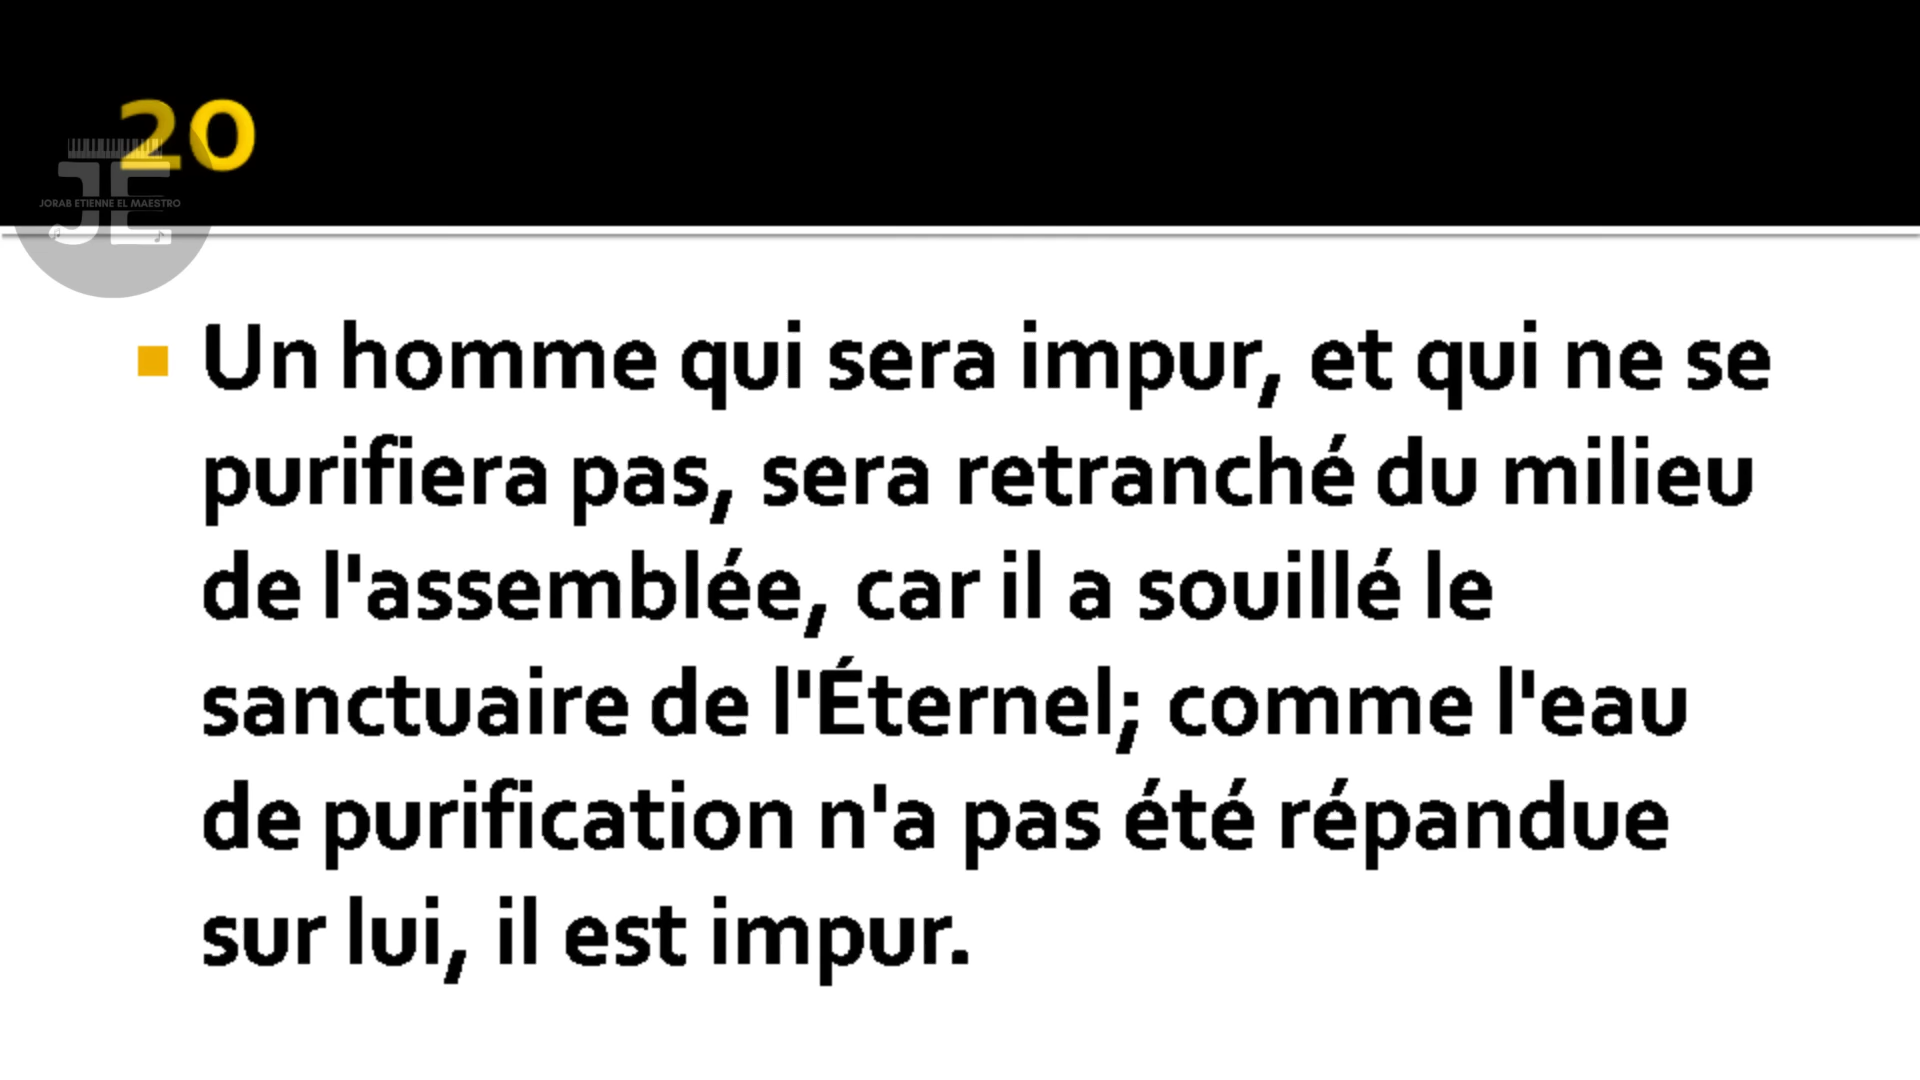 20
JE
JORAB ETIENNE EL MAESTRO
Un homme qui sera impur, et qui ne se
purifiera pas, sera retranché du milieu
de l'assemblée, car il a souillé le
sanctuaire de l'Éternel; comme l'eau
de purification n'a pas été répandue
sur lui, il est impur.